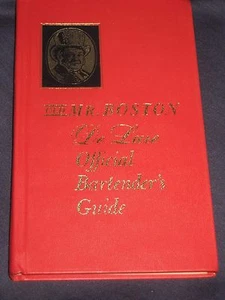 OLD
MR. BOSTON
De Luxe
Official
Bartender's
Guide